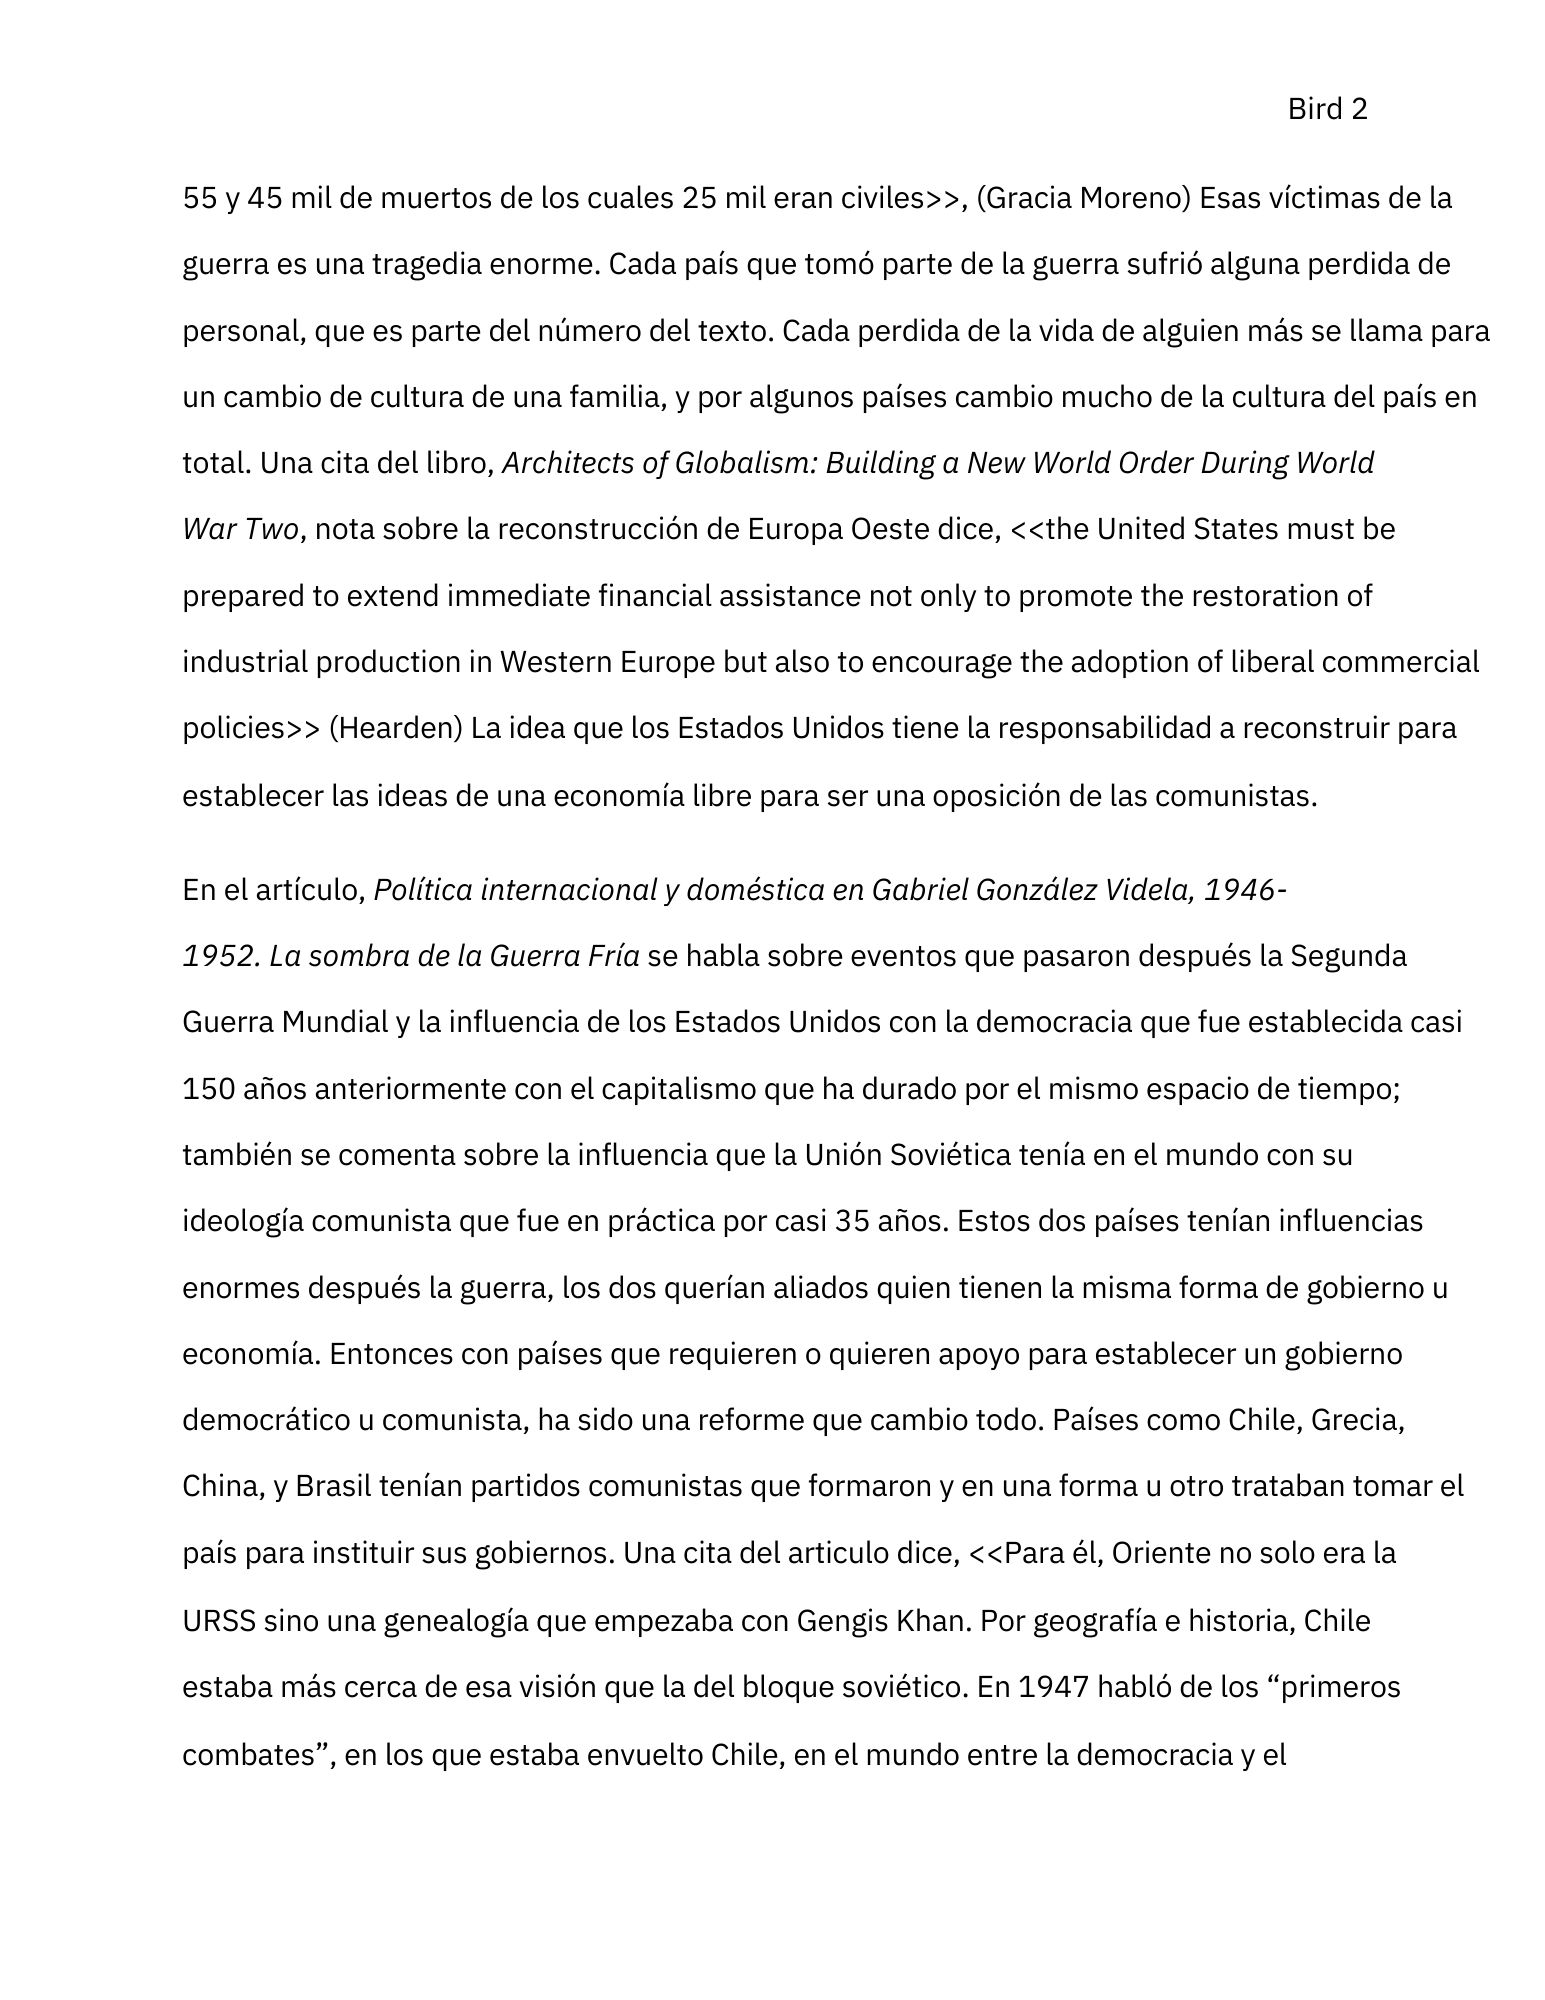 Bird 2
55 y 45 mil de muertos de los cuales 25 mil eran civiles>>, (Gracia Moreno) Esas víctimas de la
guerra es una tragedia enorme. Cada país que tomó parte de la guerra sufrió alguna perdida de
personal, que es parte del número del texto. Cada perdida de la vida de alguien más se llama para
un cambio de cultura de una familia, y por algunos países cambio mucho de la cultura del país en
total. Una cita del libro, Architects of Globalism: Building a New World Order During World
War Two, nota sobre la reconstrucción de Europa Oeste dice, <<the United States must be
prepared to extend immediate financial assistance not only to promote the restoration of
industrial production in Western Europe but also to encourage the adoption of liberal commercial
policies>> (Hearden) La idea que los Estados Unidos tiene la responsabilidad a reconstruir para
establecer las ideas de una economía libre para ser una oposición de las comunistas.
En el artículo, Política internacional y doméstica en Gabriel González Videla, 1946-
1952. La sombra de la Guerra Fría se habla sobre eventos que pasaron después la Segunda
Guerra Mundial y la influencia de los Estados Unidos con la democracia que fue establecida casi
150 años anteriormente con el capitalismo que ha durado por el mismo espacio de tiempo;
también se comenta sobre la influencia que la Unión Soviética tenía en el mundo con su
ideología comunista que fue en práctica por casi 35 años. Estos dos países tenían influencias
enormes después la guerra, los dos querían aliados quien tienen la misma forma de gobierno u
economía. Entonces con países que requieren o quieren apoyo para establecer un gobierno
democrático u comunista, ha sido una reforme que cambio todo. Países como Chile, Grecia,
China, y Brasil tenían partidos comunistas que formaron y en una forma u otro trataban tomar el
país para instituir sus gobiernos. Una cita del articulo dice, <<Para él, Oriente no solo era la
URSS sino una genealogía que empezaba con Gengis Khan. Por geografía e historia, Chile
estaba más cerca de esa visión que la del bloque soviético. En 1947 habló de los “primeros
combates”, en los que estaba envuelto Chile, en el mundo entre la democracia y el